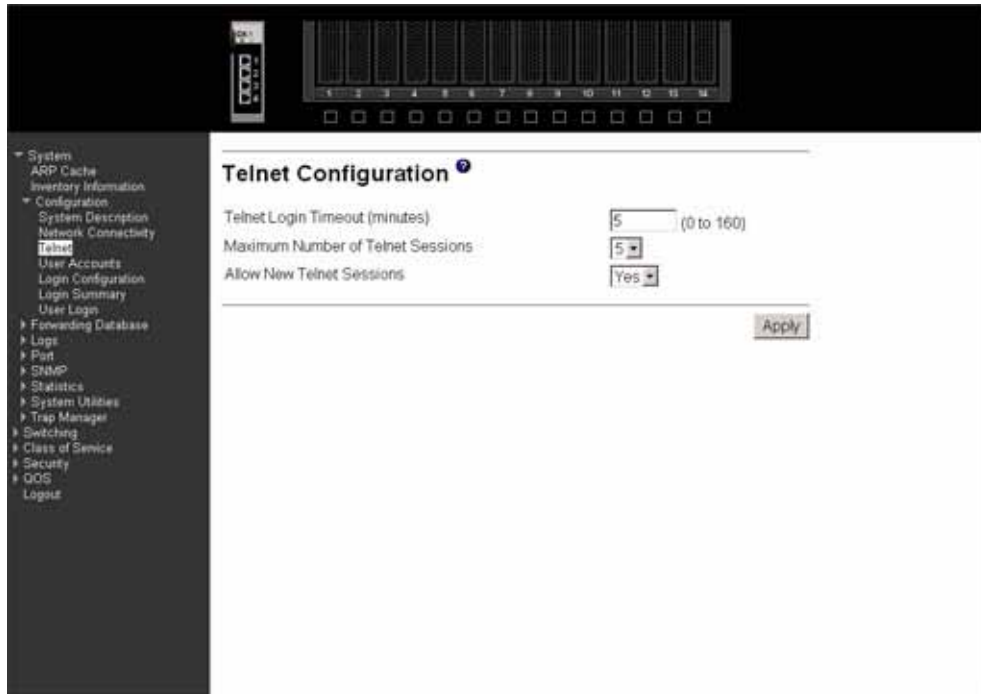 1 2 3 4 5 6 7 8 9 10 11 12 13 14
System
ARP Cache
Inventory Information
Configuration
System Description
Network Connectivity
Telnet
User Accounts
Login Configuration
Login Summary
User Login
Forwarding Database
Logs
Port
SNMP
Statistics
System Utilities
Trap Manager
Switching
Class of Service
Security
QOS
Logout
Telnet Configuration ?
Telnet Login Timeout (minutes) 5 (0 to 160)
Maximum Number of Telnet Sessions 5
Allow New Telnet Sessions Yes
Apply